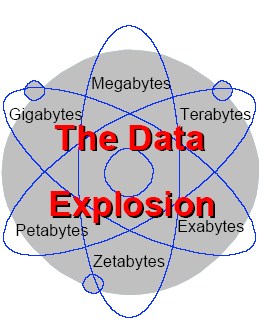 Megabytes
Gigabytes
Terabytes
The Data
Explosion
Petabytes
Exabytes
Zetabytes